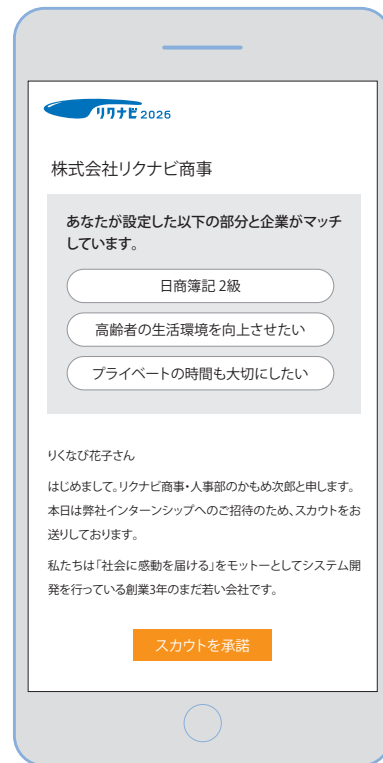 リクナビ2026
株式会社リクナビ商事
あなたが設定した以下の部分と企業がマッチ
しています。
日商簿記 2級
高齢者の生活環境を向上させたい
プライベートの時間も大切にしたい
りくなび花子さん
はじめまして。リクナビ商事・人事部のかもめ次郎と申します。
本日は弊社インターンシップへのご招待のため、スカウトをお
送りしております。
私たちは「社会に感動を届ける」をモットーとしてシステム開
発を行っている創業3年のまだ若い会社です。
スカウトを承諾